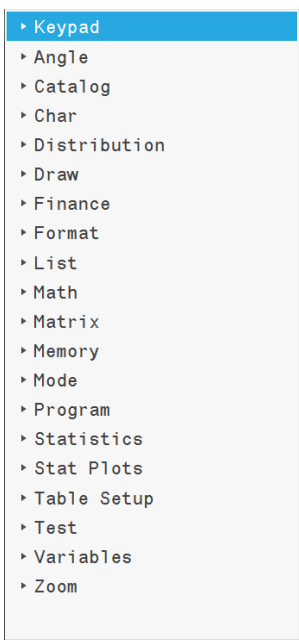 Keypad
Angle
Catalog
Char
Distribution
Draw
Finance
Format
List
Math
Matrix
Memory
Mode
Program
Statistics
Stat Plots
Table Setup
Test
Variables
Zoom